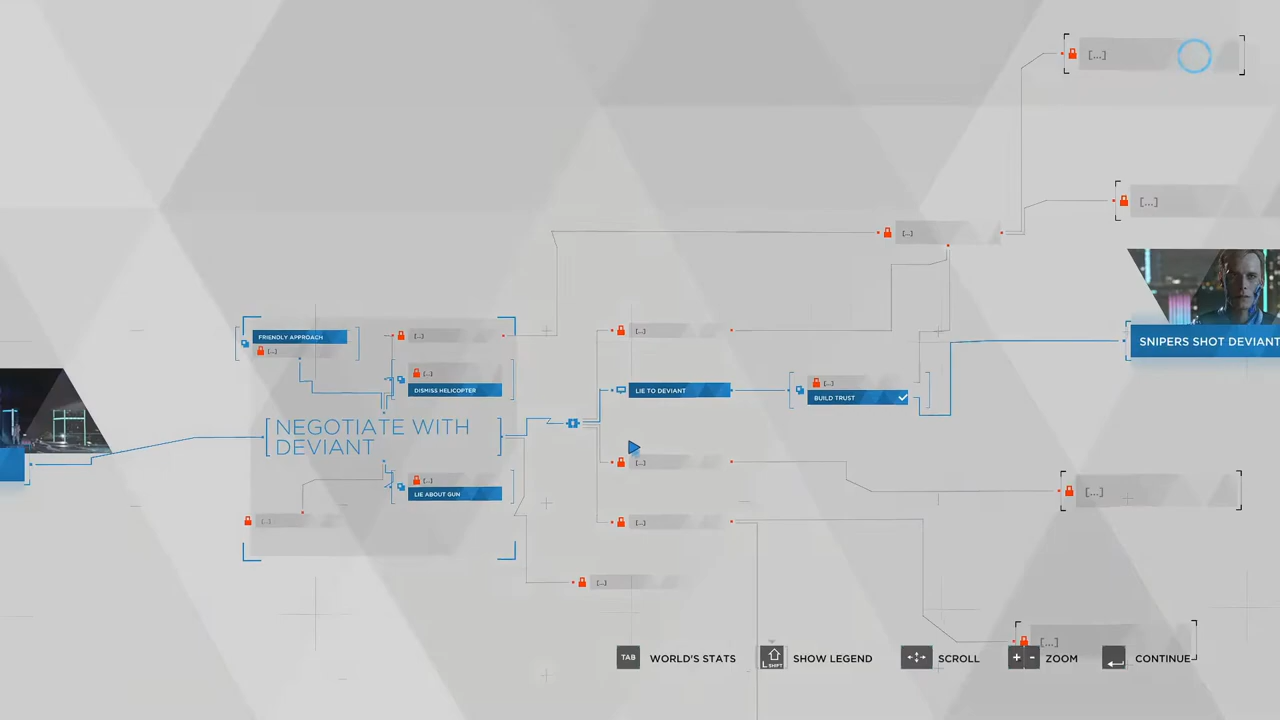 [...]
[...]
[...]
FRIENDLY APPROACH
[...]
[...]
[...]
DISMISS HELICOPTER
NEGOTIATE WITH
DEVIANT
[...]
LIE ABOUT GUN
[...]
[...]
LIE TO DEVIANT
[...]
BUILD TRUST
[...]
[...]
[...]
SNIPERS SHOT DEVIANT
[...]
[...]
TAB WORLD'S STATS
L SHIFT SHOW LEGEND
SCROLL
+ - ZOOM
CONTINUE